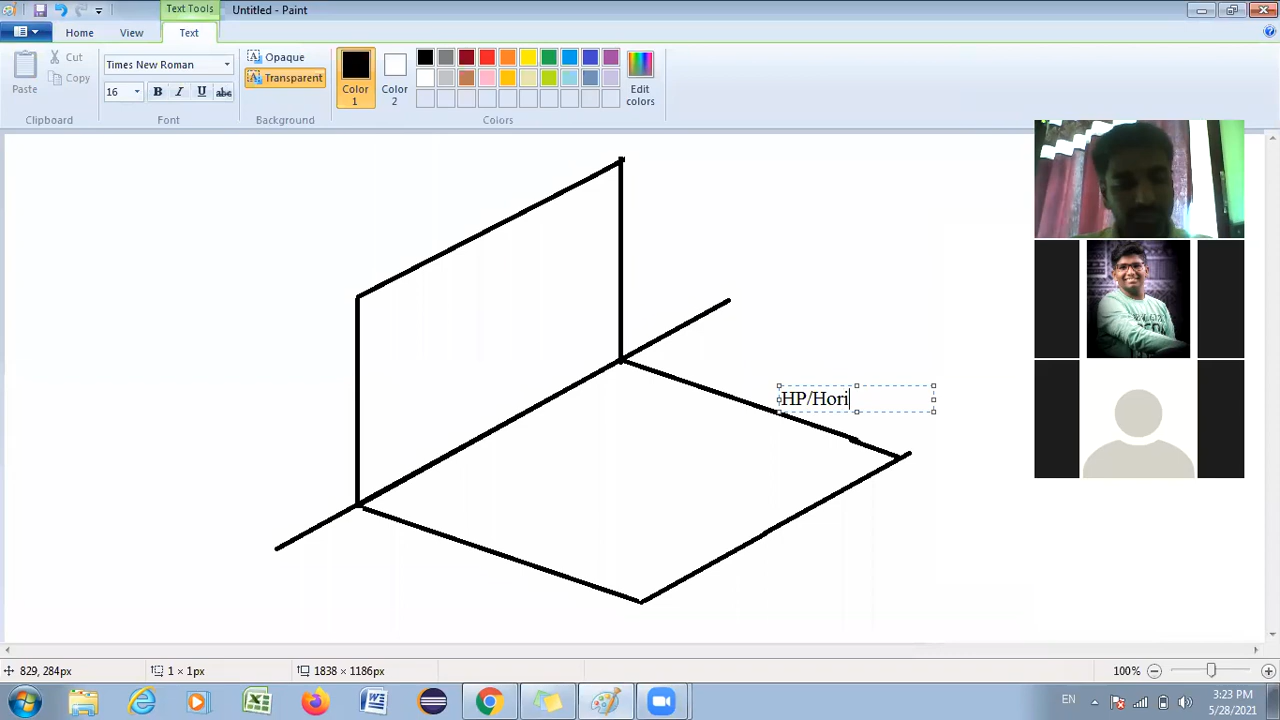 Text Tools
Untitled - Paint
Home
View
Text
Paste
Cut
Copy
Clipboard
Times New Roman
16
B I U abc
Font
Opaque
Transparent
Background
Color 1
Color 2
Edit colors
Colors
HP/Hori
829, 284px
1 × 1px
1838 × 1186px
100%
EN
3:23 PM
5/28/2021